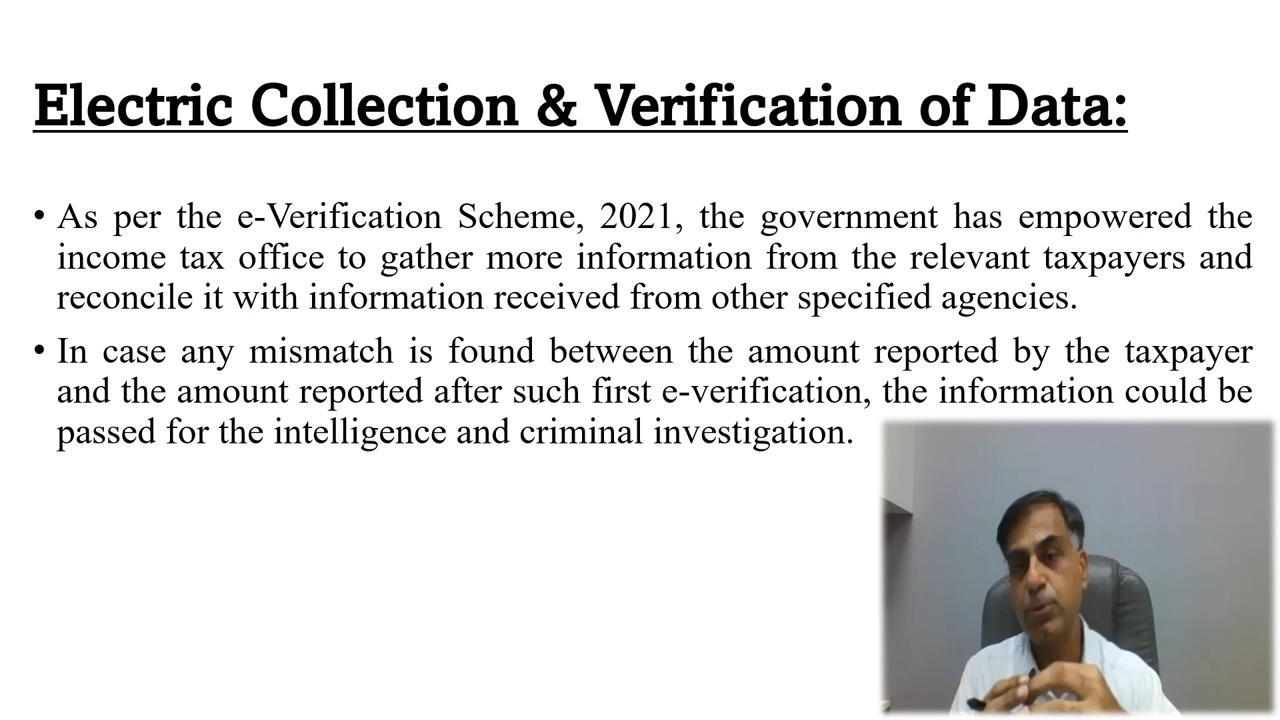 Electric Collection & Verification of Data:
• As per the e-Verification Scheme, 2021, the government has empowered the
income tax office to gather more information from the relevant taxpayers and
reconcile it with information received from other specified agencies.
• In case any mismatch is found between the amount reported by the taxpayer
and the amount reported after such first e-verification, the information could be
passed for the intelligence and criminal investigation.